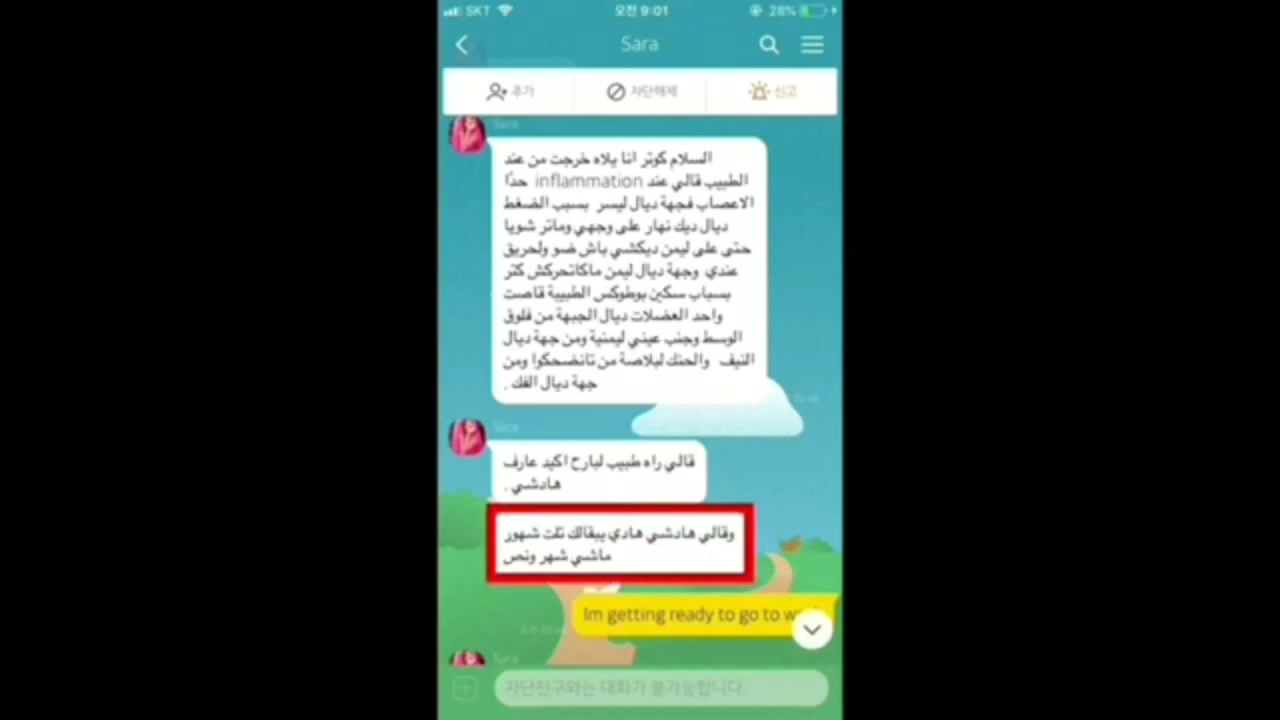 SKT 오전 9:01 28%
Sara
추가 차단해제 신고
Sara
السلام كوتر انا يلاه خرجت من عند
الطبيب قالي عند inflammation حدّا
الاعصاب فجهة ديال ليسر بسبب الضغط
ديال ديك نهار على وجهي وماتر شويا
حتى على ليمن ديكشي باش ضو ولحريق
عندي وجهة ديال ليمن ماكاتحركش كتر
بسباب سكين بوطوكس الطبيبة قاصت
واحد العضلات ديال الجبهة من فلوق
الوسط وجنب عيني ليمنية ومن جهة ديال
النيف والحنك لبلاصة من تانضحكوا ومن
جهة ديال الفك .
Sara
قالي راه طبيب لبارح اكيد عارف
هادشي .
وقالي هادشي هادي يبقالك تلت شهور
ماشي شهر ونص
Im getting ready to go to
Sara
차단친구와는 대화가 불가능합니다.